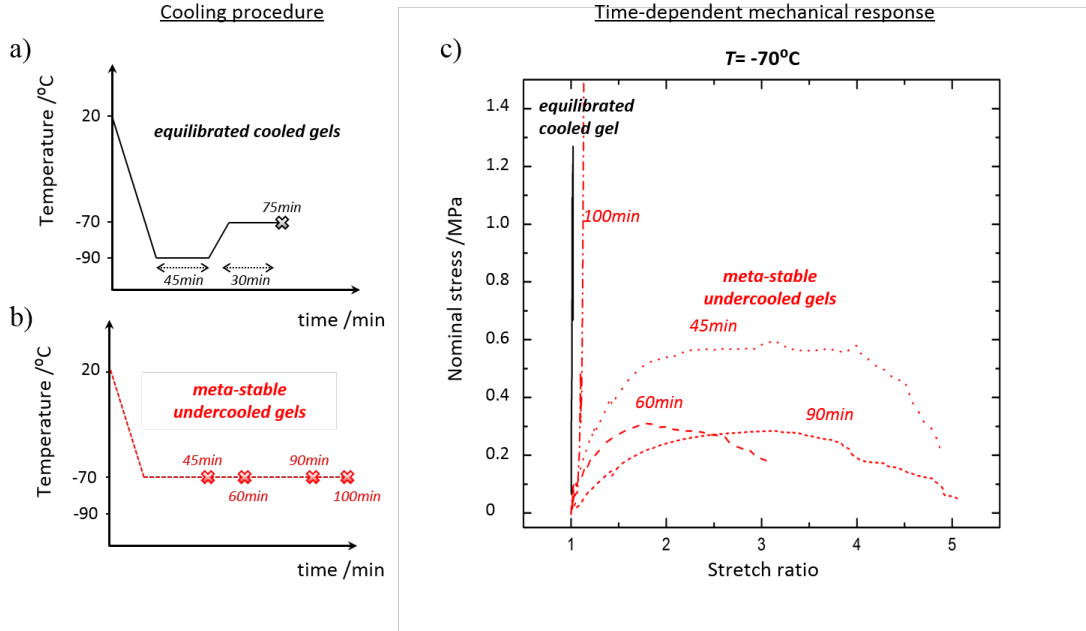 Cooling procedure
Time-dependent mechanical response
a)
Temperature /⁰C
20
-70
-90
equilibrated cooled gels
75min
45min
30min
time /min
b)
Temperature /⁰C
20
-70
-90
meta-stable
undercooled gels
45min
60min
90min
100min
time /min
c)
T= -70⁰C
Nominal stress /MPa
1.4
1.2
1.0
0.8
0.6
0.4
0.2
0
equilibrated
cooled gel
100min
meta-stable
undercooled gels
45min
60min
90min
1
2
3
4
5
Stretch ratio